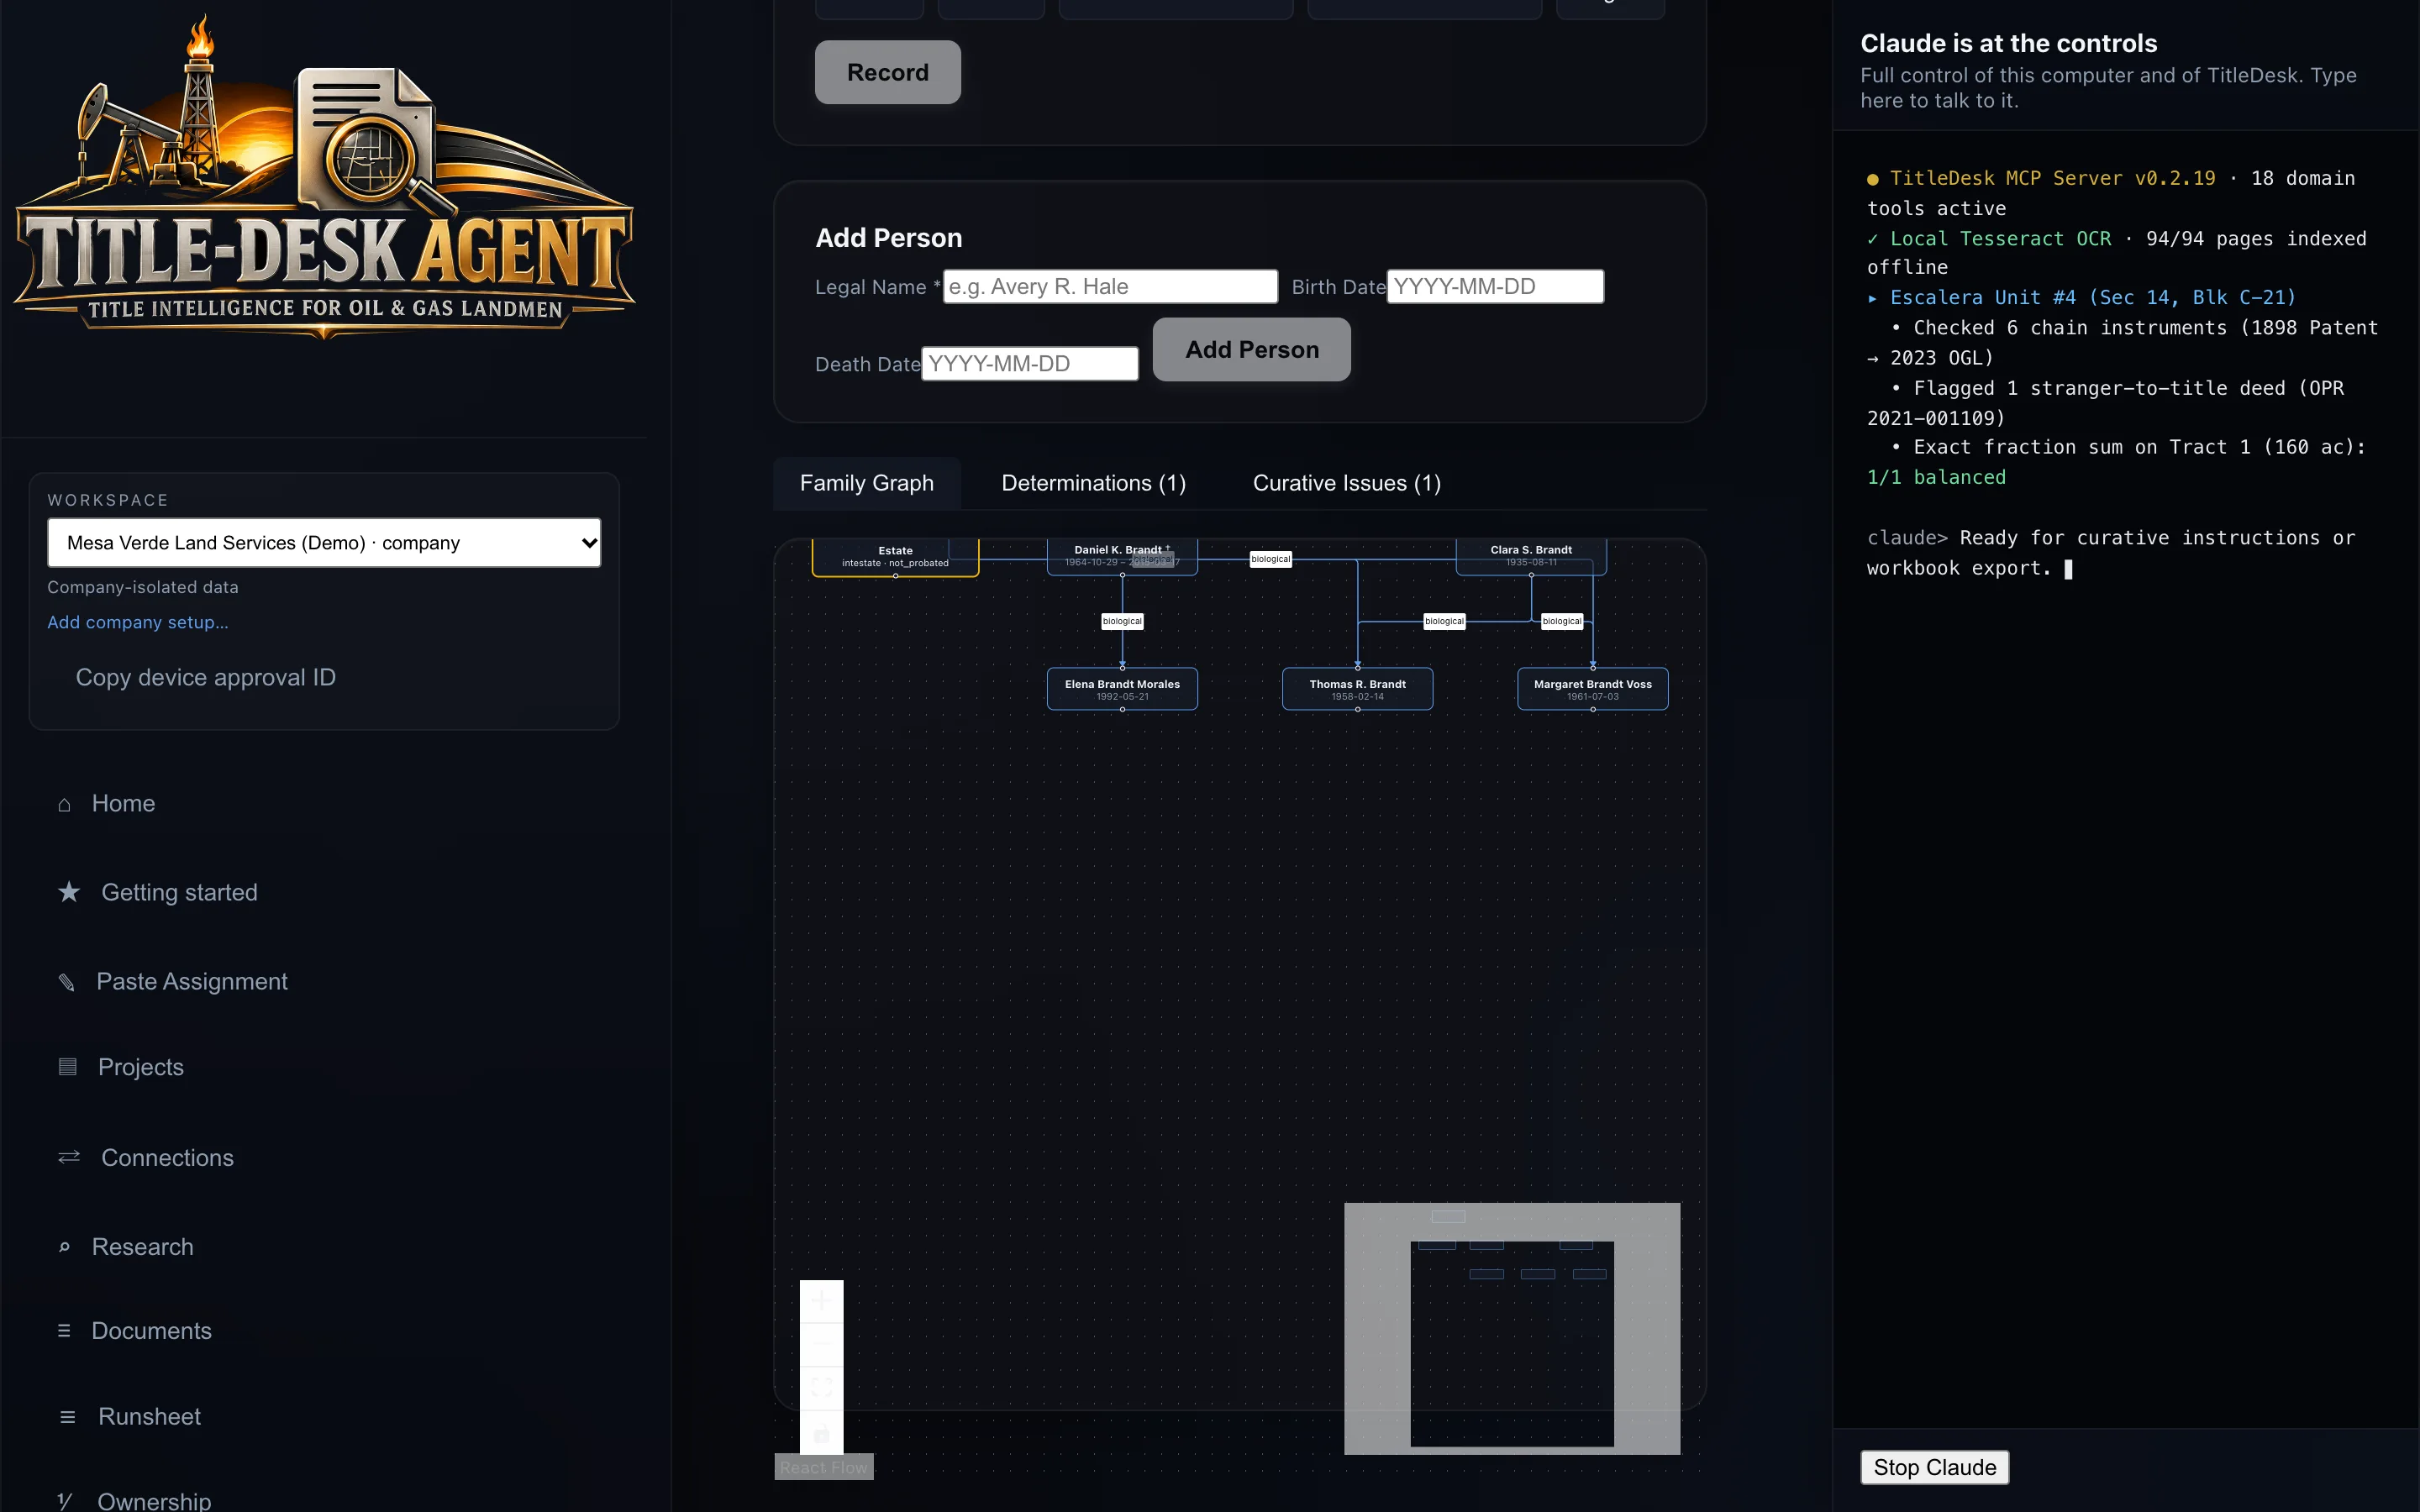 TITLE-DESK AGENT
TITLE INTELLIGENCE FOR OIL & GAS LANDMEN
WORKSPACE
Mesa Verde Land Services (Demo) · company
Company-isolated data
Add company setup...
Copy device approval ID
Home
Getting started
Paste Assignment
Projects
Connections
Research
Documents
Runsheet
Ownership
Record
Add Person
Legal Name * e.g. Avery R. Hale Birth Date YYYY-MM-DD
Death Date YYYY-MM-DD Add Person
Family Graph Determinations (1) Curative Issues (1)
Estate
intestate · not_probated
Daniel K. Brandt †
1964-10-29 –
biological
Clara S. Brandt
1935-08-11
biological
biological
biological
Elena Brandt Morales
1992-05-21
Thomas R. Brandt
1958-02-14
Margaret Brandt Voss
1961-07-03
React Flow
Claude is at the controls
Full control of this computer and of TitleDesk. Type
here to talk to it.
● TitleDesk MCP Server v0.2.19 · 18 domain
tools active
✓ Local Tesseract OCR · 94/94 pages indexed
offline
▸ Escalera Unit #4 (Sec 14, Blk C-21)
• Checked 6 chain instruments (1898 Patent
→ 2023 OGL)
• Flagged 1 stranger-to-title deed (OPR
2021-001109)
• Exact fraction sum on Tract 1 (160 ac):
1/1 balanced
claude> Ready for curative instructions or
workbook export.
Stop Claude